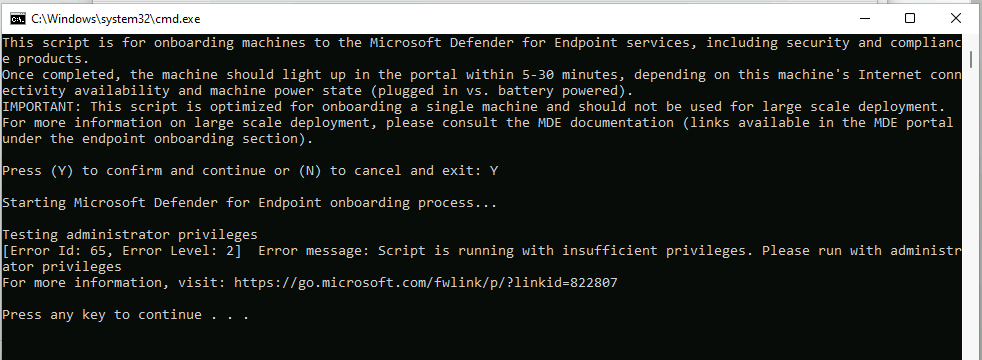 C:\Windows\system32\cmd.exe
This script is for onboarding machines to the Microsoft Defender for Endpoint services, including security and complianc
e products.
Once completed, the machine should light up in the portal within 5-30 minutes, depending on this machine's Internet conn
ectivity availability and machine power state (plugged in vs. battery powered).
IMPORTANT: This script is optimized for onboarding a single machine and should not be used for large scale deployment.
For more information on large scale deployment, please consult the MDE documentation (links available in the MDE portal
under the endpoint onboarding section).
Press (Y) to confirm and continue or (N) to cancel and exit: Y
Starting Microsoft Defender for Endpoint onboarding process...
Testing administrator privileges
[Error Id: 65, Error Level: 2]  Error message: Script is running with insufficient privileges. Please run with administr
ator privileges
For more information, visit: https://go.microsoft.com/fwlink/p/?linkid=822807
Press any key to continue . . .